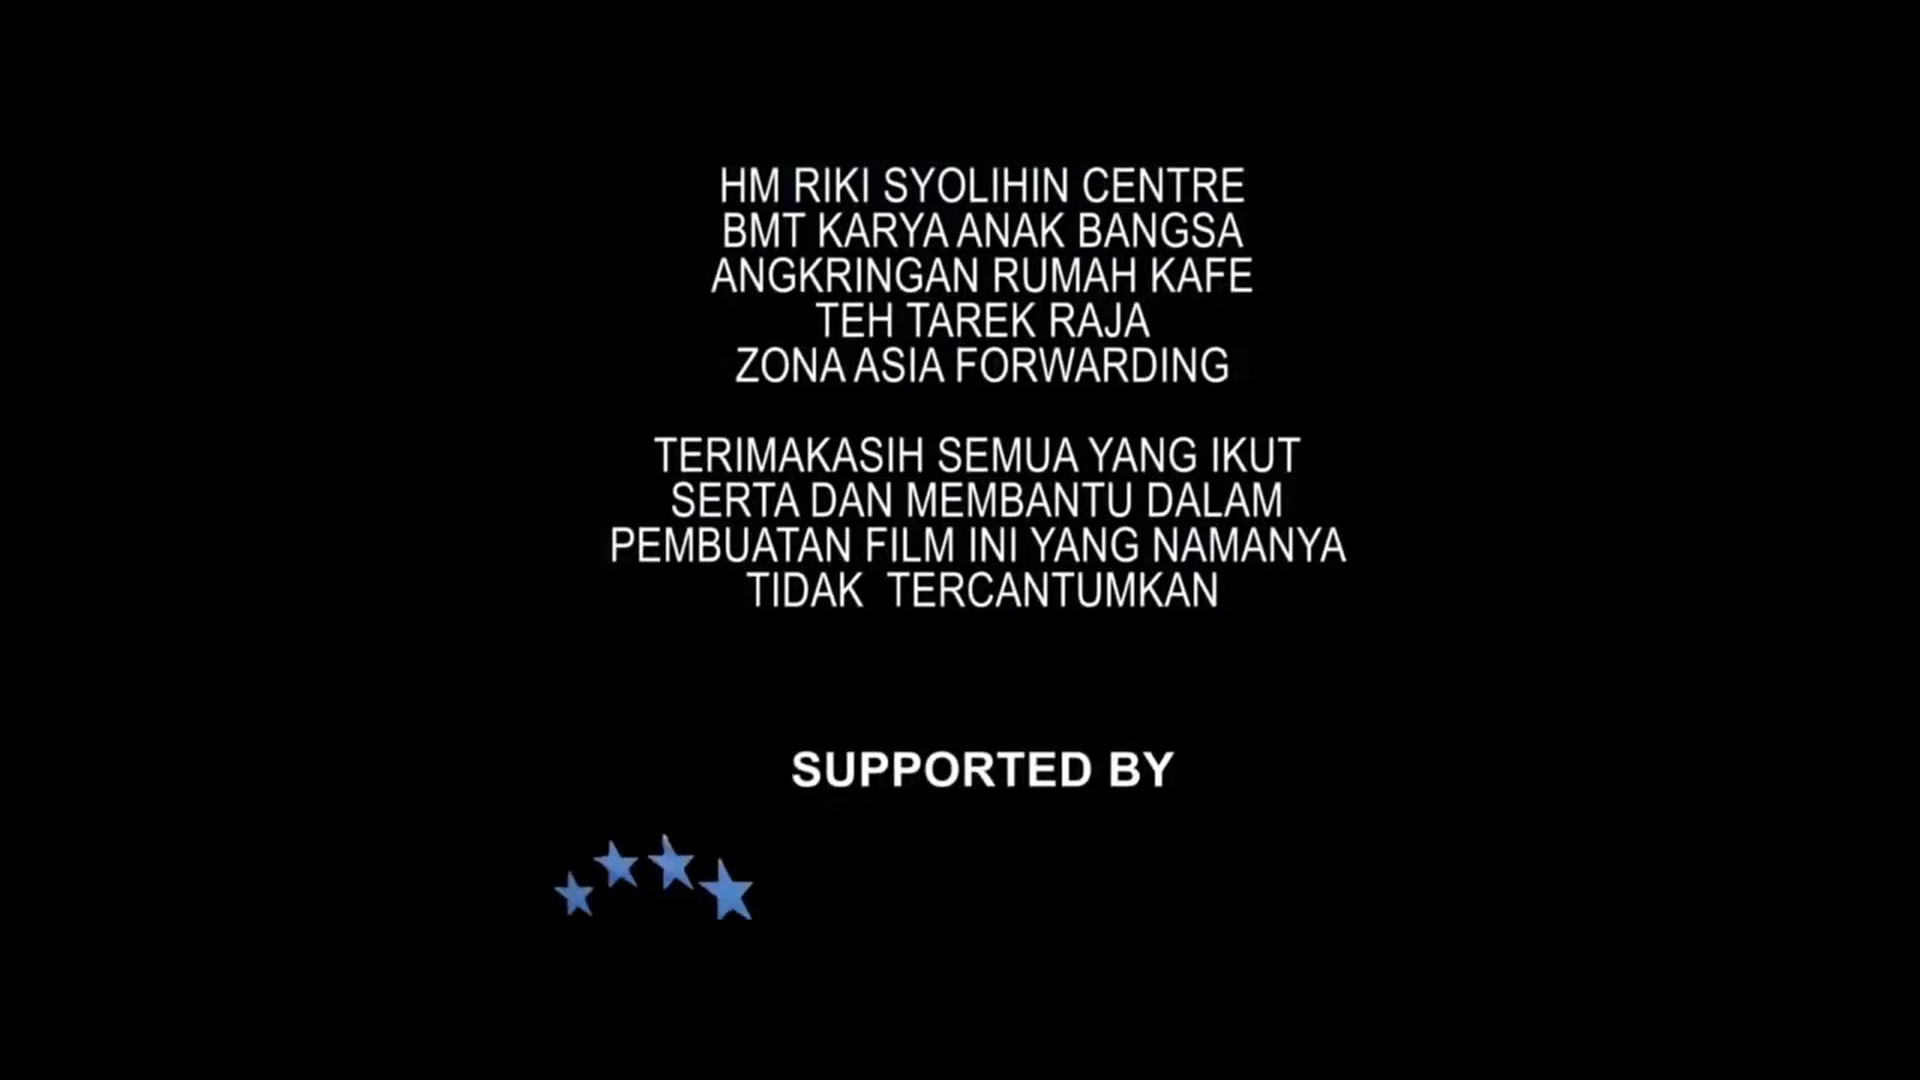 HM RIKI SYOLIHIN CENTRE
BMT KARYA ANAK BANGSA
ANGKRINGAN RUMAH KAFE
TEH TAREK RAJA
ZONA ASIA FORWARDING
TERIMAKASIH SEMUA YANG IKUT
SERTA DAN MEMBANTU DALAM
PEMBUATAN FILM INI YANG NAMANYA
TIDAK  TERCANTUMKAN
SUPPORTED BY